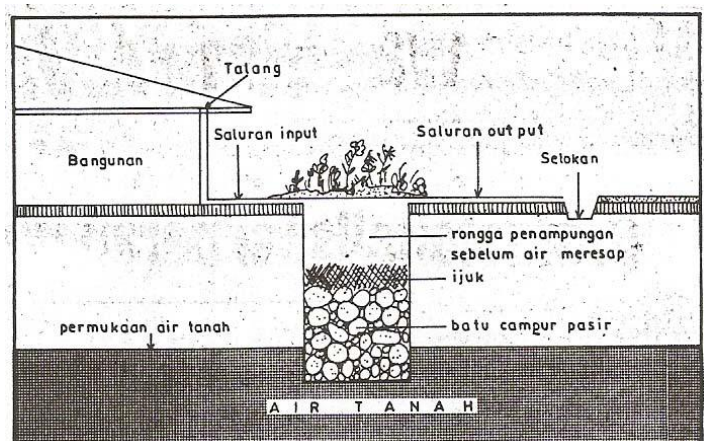 Talang
Saluran input
Saluran out put
Bangunan
Selokan
rongga penampungan
sebelum air meresap
ijuk
permukaan air tanah
batu campur pasir
AIR TANAH